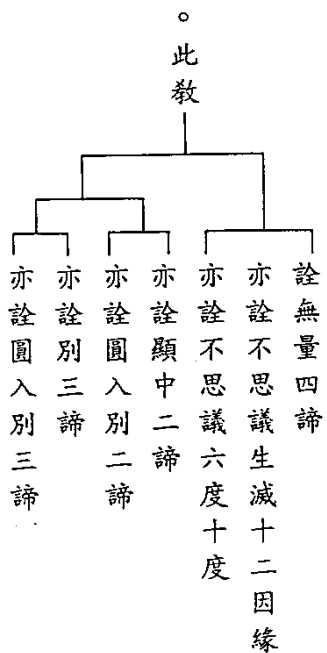 。此教
詮無量四諦
亦詮不思議生滅十二因緣
亦詮不思議六度十度
亦詮顯中二諦
亦詮圓入別二諦
亦詮別三諦
亦詮圓入別三諦